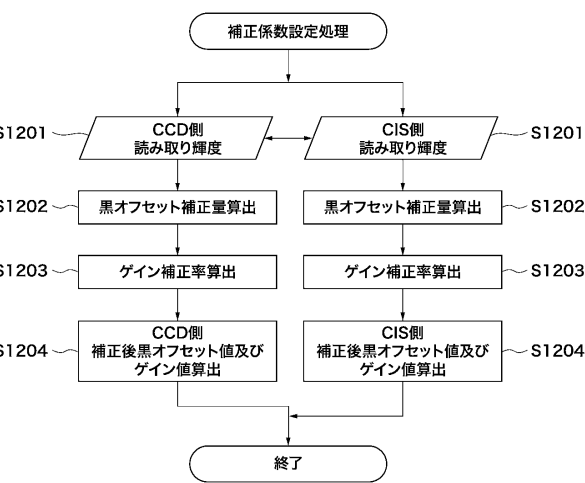 補正係数設定処理
S1201
CCD側
読み取り輝度
CIS側
読み取り輝度
S1201
S1202
黒オフセット補正量算出
黒オフセット補正量算出
S1202
S1203
ゲイン補正率算出
ゲイン補正率算出
S1203
S1204
CCD側
補正後黒オフセット値及び
ゲイン値算出
CIS側
補正後黒オフセット値及び
ゲイン値算出
S1204
終了